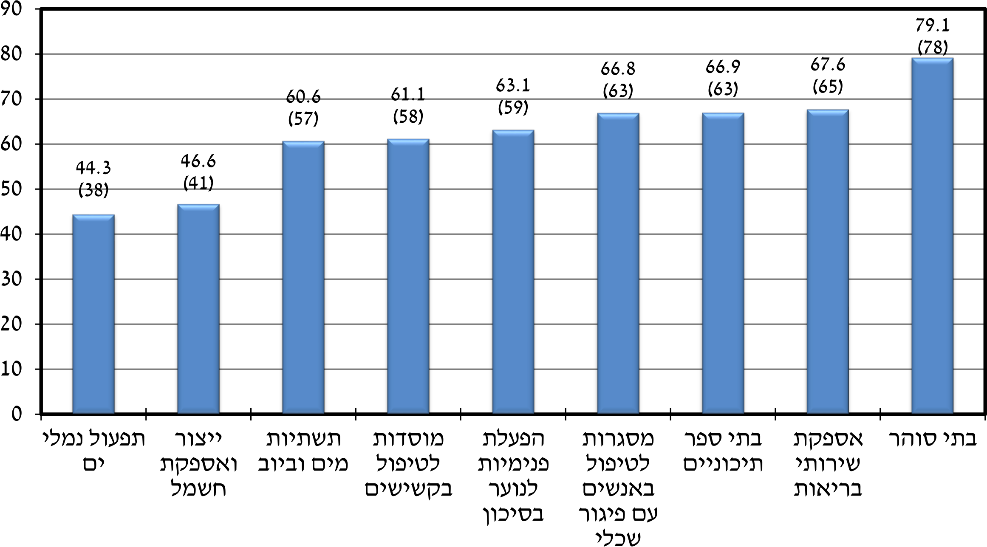 90
80
70
60
50
40
30
20
10
0
44.3
(38)
46.6
(41)
60.6
(57)
61.1
(58)
63.1
(59)
66.8
(63)
66.9
(63)
67.6
(65)
79.1
(78)
תפעול נמלי
ים
ייצור
ואספקת
חשמל
תשתיות
מים וביוב
מוסדות
לטיפול
בקשישים
הפעלת
פנימיות
לנוער
בסיכון
מסגרות
לטיפול
באנשים
עם פיגור
שכלי
בתי ספר
תיכוניים
אספקת
שירותי
בריאות
בתי סוהר